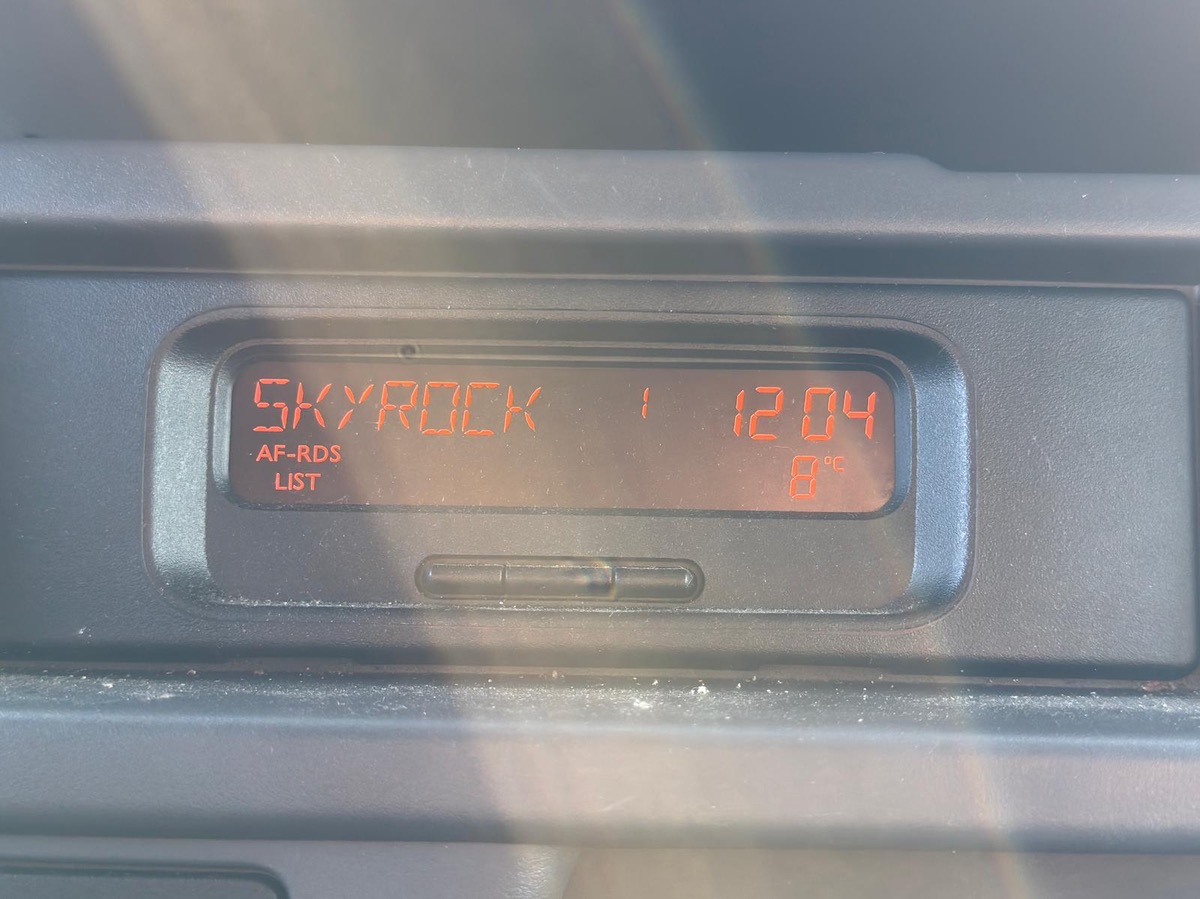 SKYROCK 1 12 04
AF-RDS
LIST 8°C